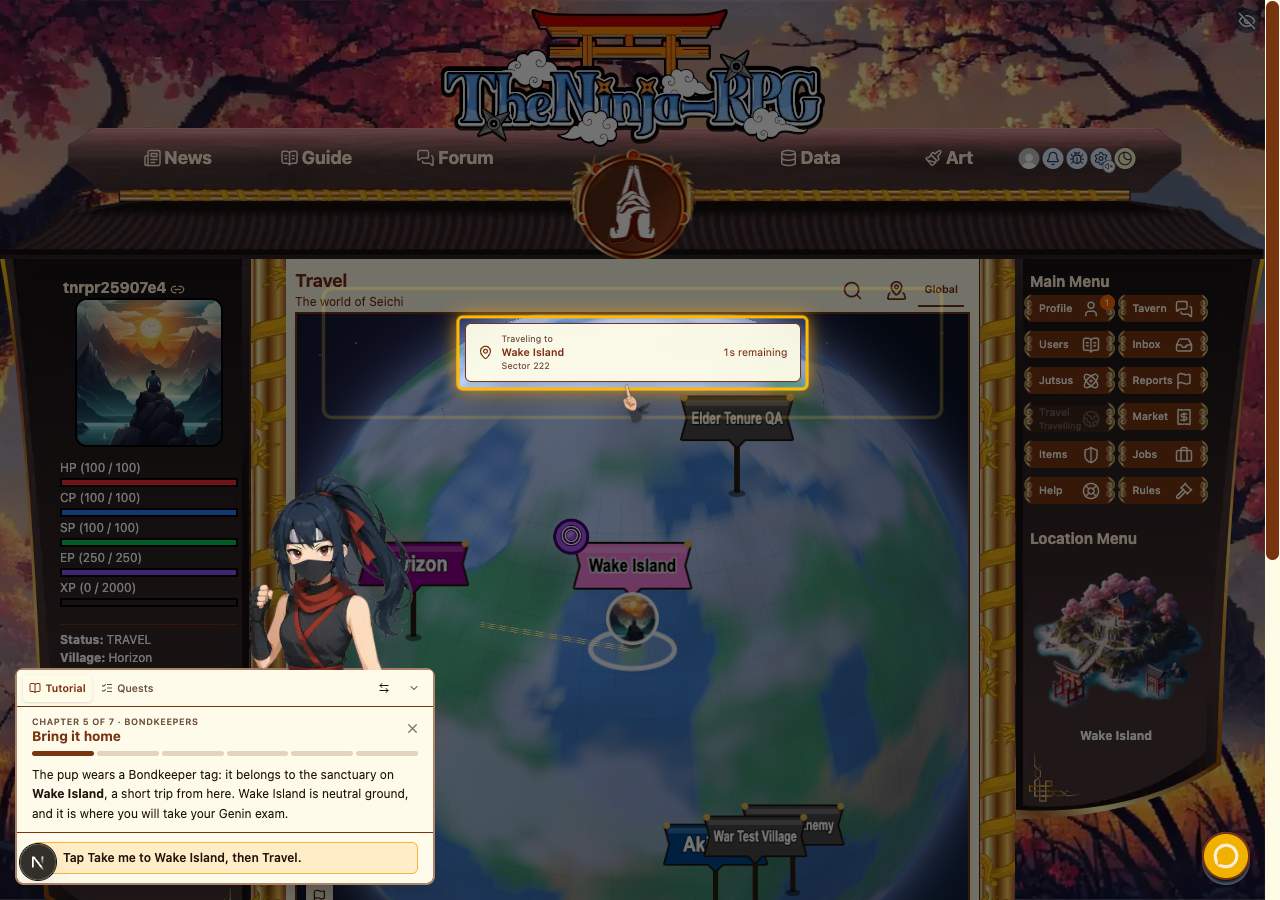 TheNinja-RPG
News
Guide
Forum
Data
Art
tnrpr25907e4
HP (100 / 100)
CP (100 / 100)
SP (100 / 100)
EP (250 / 250)
XP (0 / 2000)
Status: TRAVEL
Village: Horizon
Travel
The world of Seichi
Global
Traveling to
Wake Island
Sector 222
1s remaining
Elder Tenure QA
rizon
Wake Island
Ak
War Test Village
nemy
Main Menu
Profile
1
Tavern
Users
Inbox
Jutsus
Reports
Travel
Travelling
Market
Items
Jobs
Help
Rules
Location Menu
Wake Island
Tutorial
Quests
CHAPTER 5 OF 7 · BONDKEEPERS
Bring it home
The pup wears a Bondkeeper tag: it belongs to the sanctuary on
Wake Island, a short trip from here. Wake Island is neutral ground,
and it is where you will take your Genin exam.
N
Tap Take me to Wake Island, then Travel.